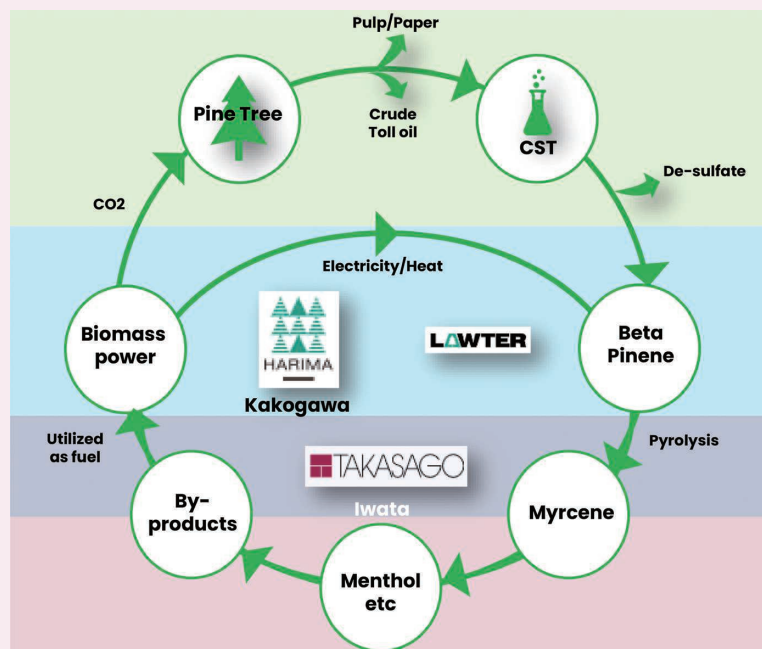 Pulp/Paper
Pine Tree
Crude
Toll oil
CST
De-sulfate
CO2
Electricity/Heat
Biomass
power
HARIMA
Kakogawa
LAWTER
Beta
Pinene
Utilized
as fuel
TAKASAGO
Iwata
Pyrolysis
By-
products
Myrcene
Menthol
etc